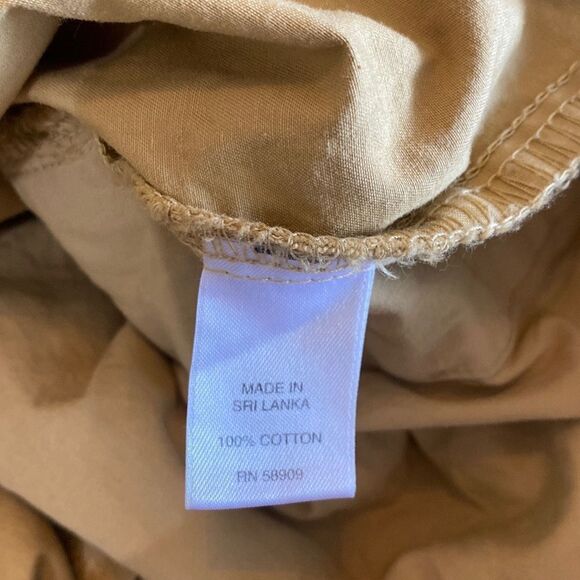 MADE IN
SRI LANKA
100% COTTON
RN 58909